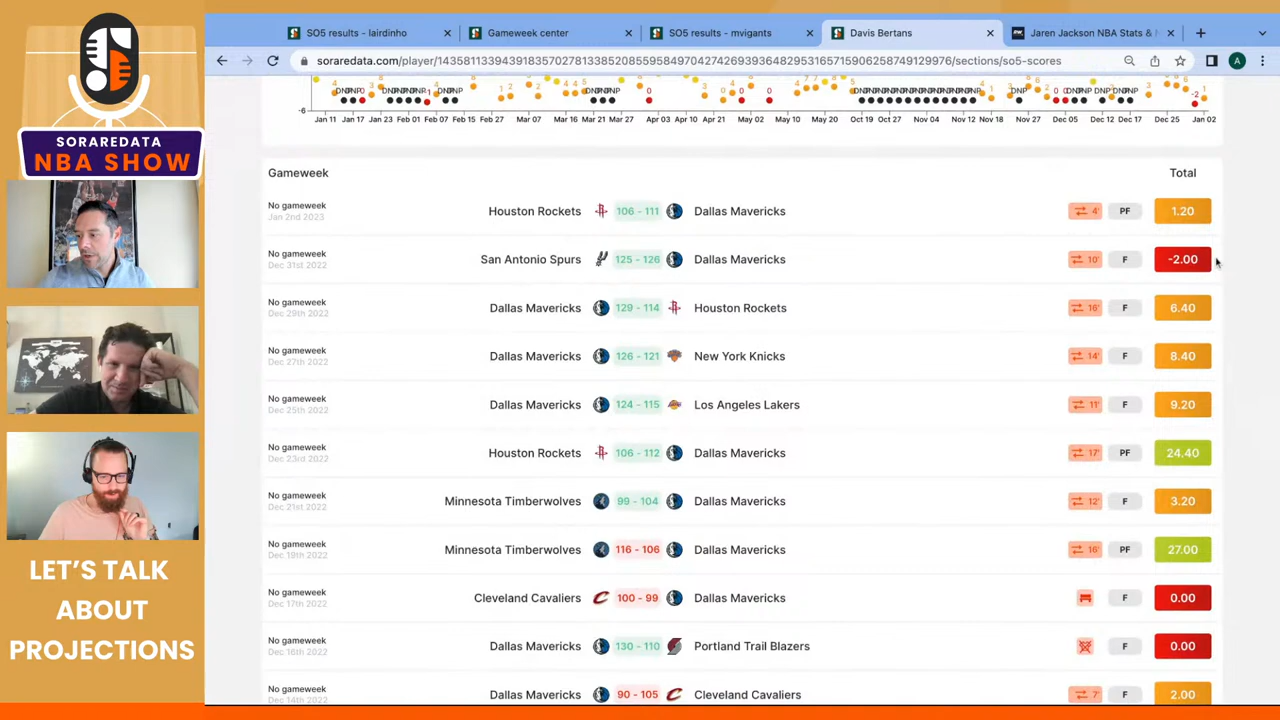 SORAREDATA
NBA SHOW
LET'S TALK
ABOUT
PROJECTIONS
SO5 results - lairdinho
Gameweek center
SO5 results - mvigants
Davis Bertans
Jaren Jackson NBA Stats &
soraredata.com/player/
/sections/so5-scores
A
-6
Jan 11 Jan 17 Jan 23 Feb 01 Feb 07 Feb 15 Feb 27 Mar 07 Mar 16 Mar 21 Mar 27 Apr 03 Apr 10 Apr 21 May 02 May 10 May 20 Oct 19 Oct 27 Nov 04 Nov 12 Nov 18 Nov 27 Dec 05 Dec 12 Dec 17 Dec 25 Jan 02
Gameweek Total
No gameweek
Jan 2nd 2023
Houston Rockets 106 - 111 Dallas Mavericks 4' PF 1.20
No gameweek
Dec 31st 2022
San Antonio Spurs 125 - 126 Dallas Mavericks 10' F -2.00
No gameweek
Dec 29th 2022
Dallas Mavericks 129 - 114 Houston Rockets 16' F 6.40
No gameweek
Dec 27th 2022
Dallas Mavericks 126 - 121 New York Knicks 14' F 8.40
No gameweek
Dec 25th 2022
Dallas Mavericks 124 - 115 Los Angeles Lakers 11' F 9.20
No gameweek
Dec 23rd 2022
Houston Rockets 106 - 112 Dallas Mavericks 17' PF 24.40
No gameweek
Dec 21st 2022
Minnesota Timberwolves 99 - 104 Dallas Mavericks 12' F 3.20
No gameweek
Dec 19th 2022
Minnesota Timberwolves 116 - 106 Dallas Mavericks 16' PF 27.00
No gameweek
Dec 17th 2022
Cleveland Cavaliers 100 - 99 Dallas Mavericks F 0.00
No gameweek
Dec 16th 2022
Dallas Mavericks 130 - 110 Portland Trail Blazers F 0.00
No gameweek
Dec 14th 2022
Dallas Mavericks 90 - 105 Cleveland Cavaliers 7' F 2.00